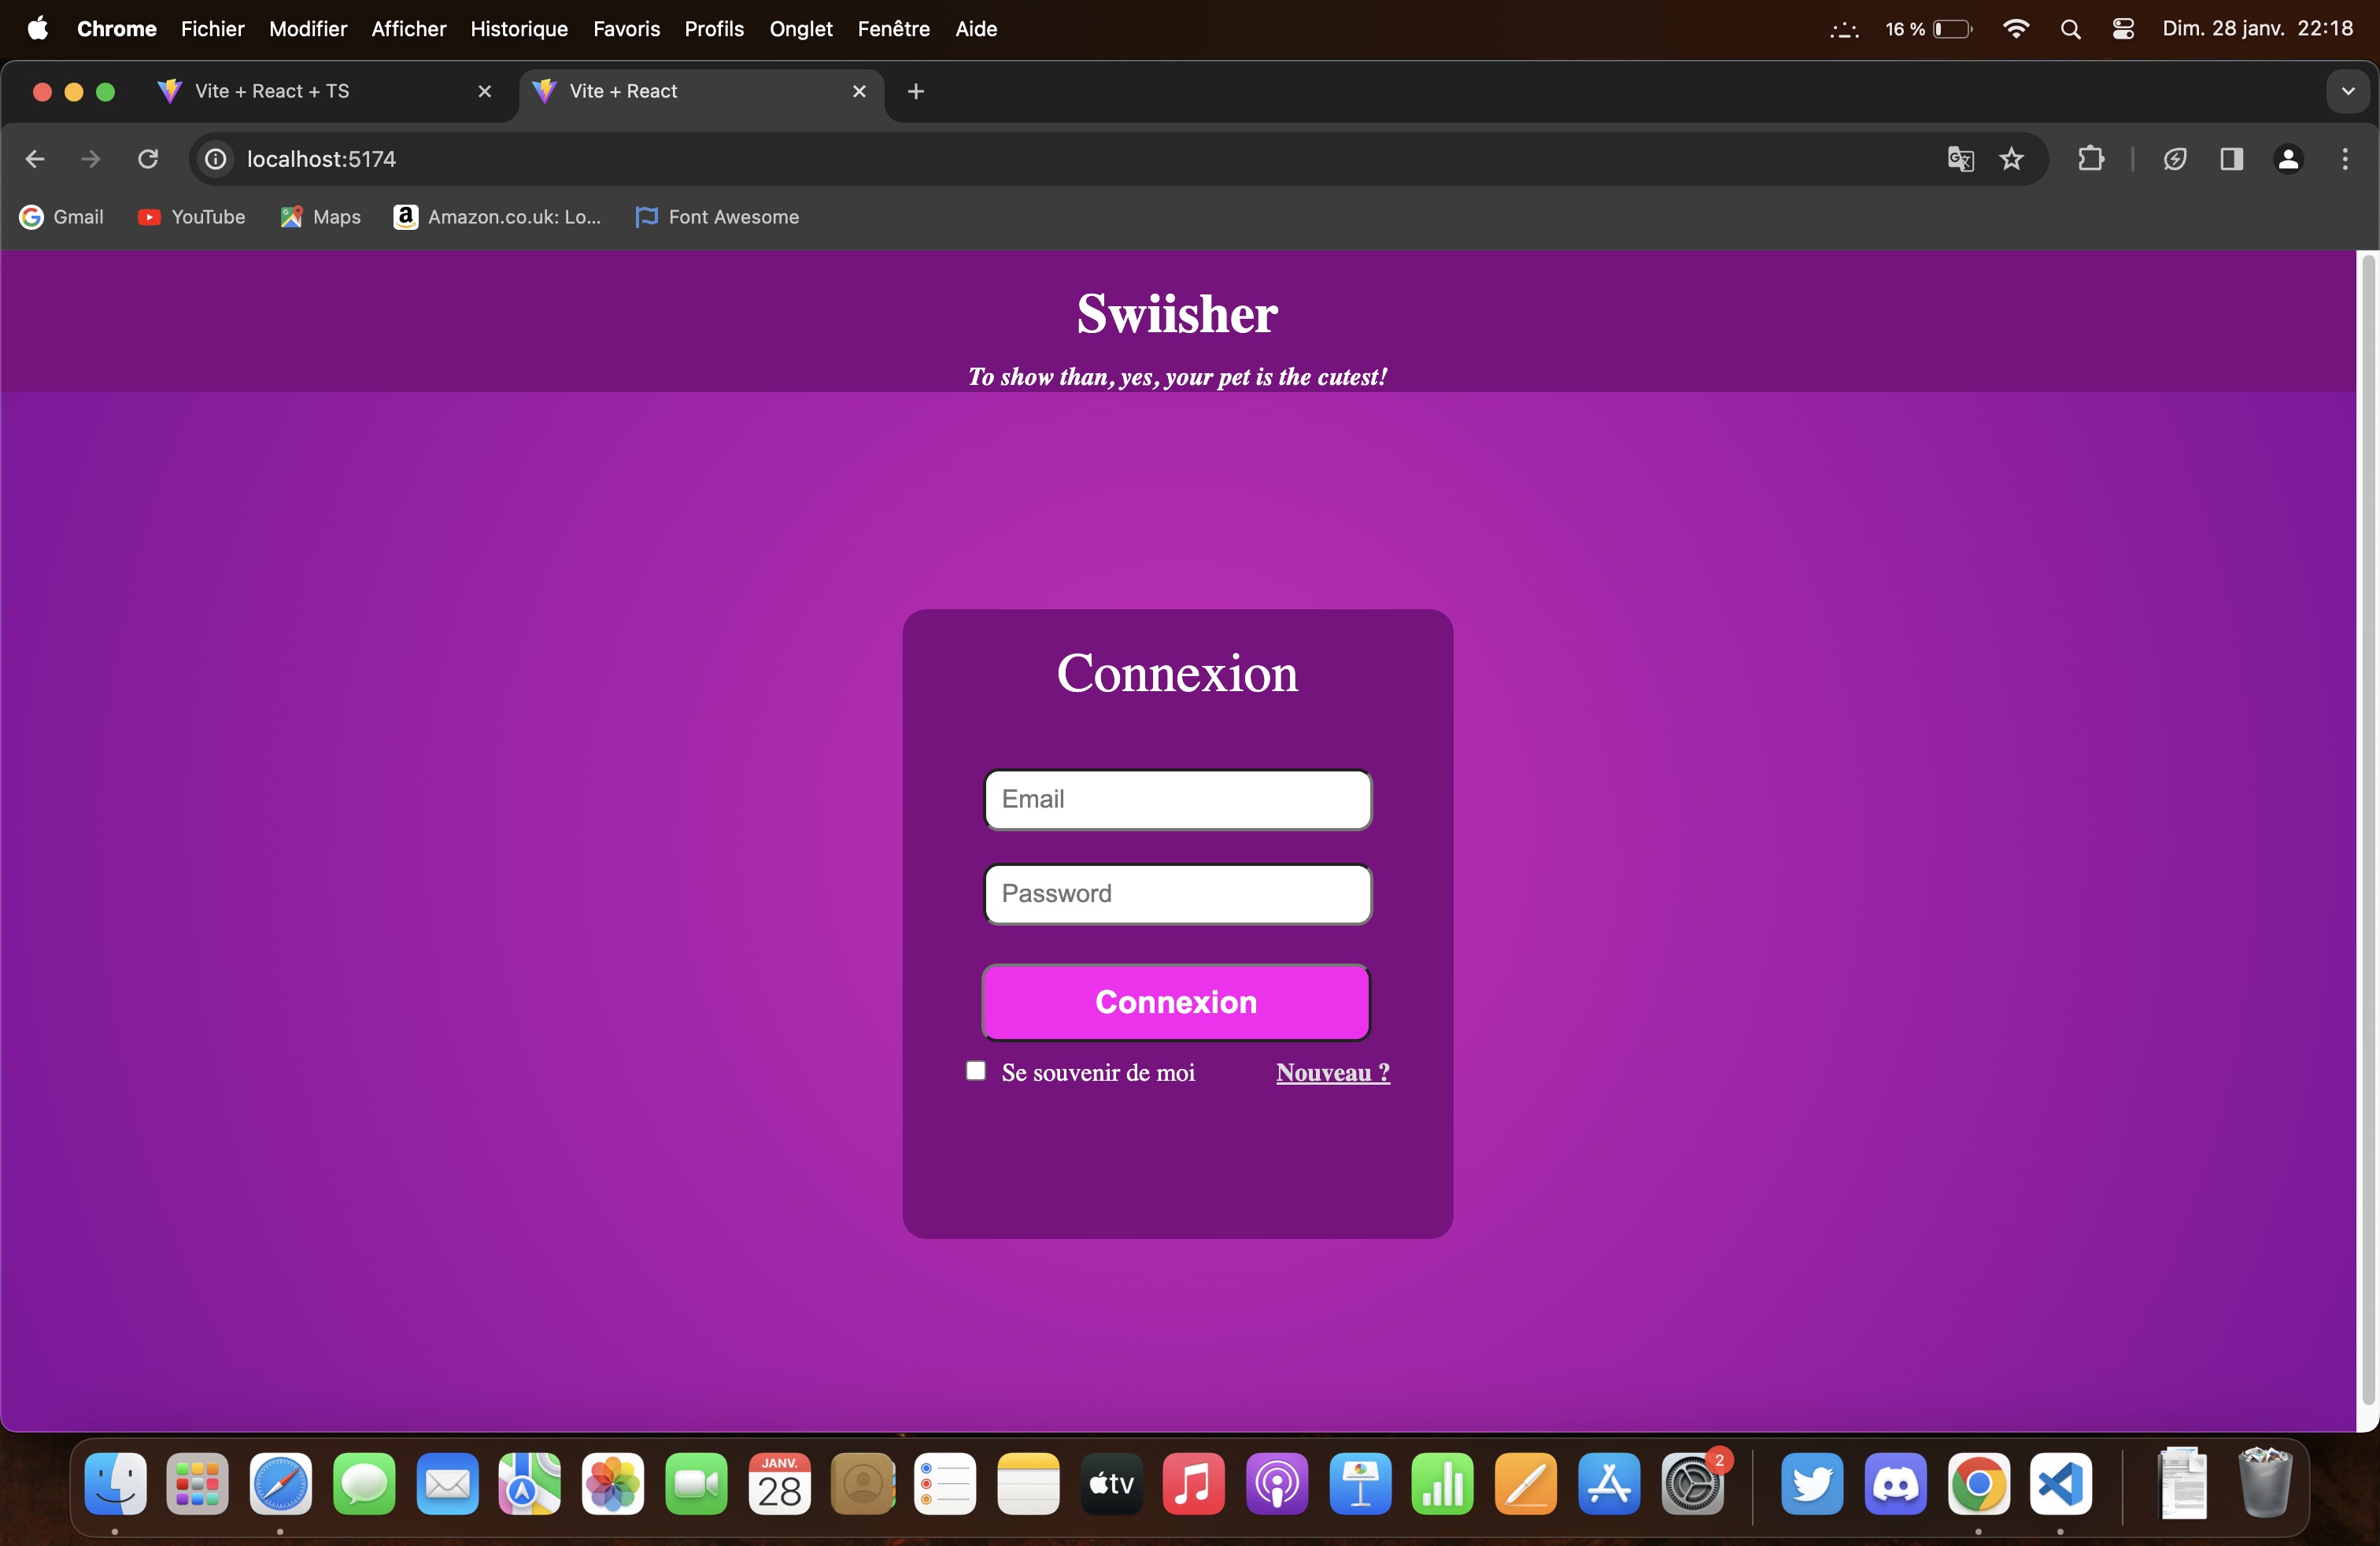 Chrome Fichier Modifier Afficher Historique Favoris Profils Onglet Fenêtre Aide 16 % Dim. 28 janv. 22:18
Vite + React + TS Vite + React
localhost:5174
Gmail YouTube Maps Amazon.co.uk: Lo... Font Awesome
Swiisher
To show than, yes, your pet is the cutest!
Connexion
Email
Password
Connexion
Se souvenir de moi Nouveau ?
JANV.
28
tv
2